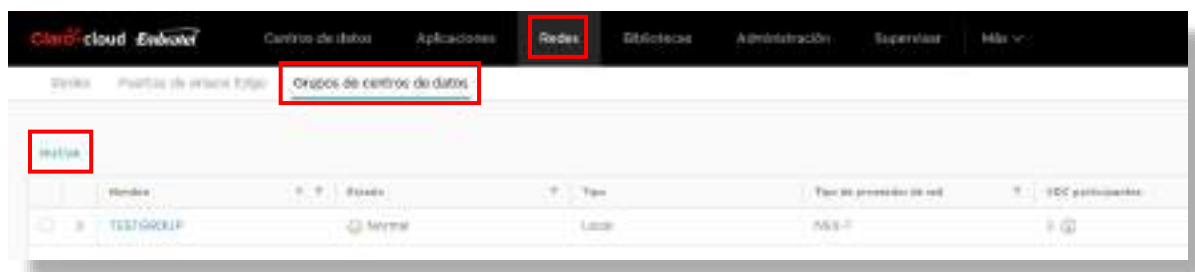 Claro cloud Embratel Centros de datos Aplicaciones Redes Bibliotecas Administración Supervisar Más
Redes Puertas de enlace Edge Grupos de centros de datos
Nombre Estado Tipo Tipo de proveedor de red VDC participantes
TESTGROUP Normal Local NSX-T